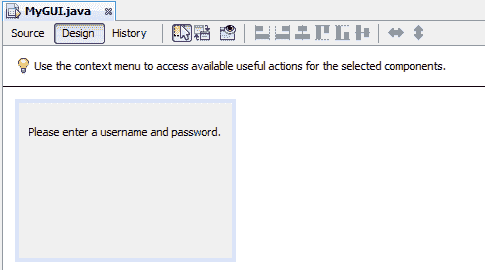 MyGUI.java
Source Design History
Use the context menu to access available useful actions for the selected components.
Please enter a username and password.